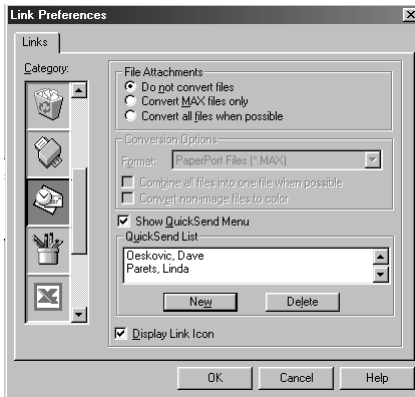 Link Preferences
Links
Category:
File Attachments
Do not convert files
Convert MAX files only
Convert all files when possible
Conversion Options
Format: PaperPort Files (*.MAX)
Combine all files into one file when possible
Convert non-image files to color
Show QuickSend Menu
QuickSend List
Oeskovic, Dave
Parets, Linda
New Delete
Display Link Icon
OK Cancel Help